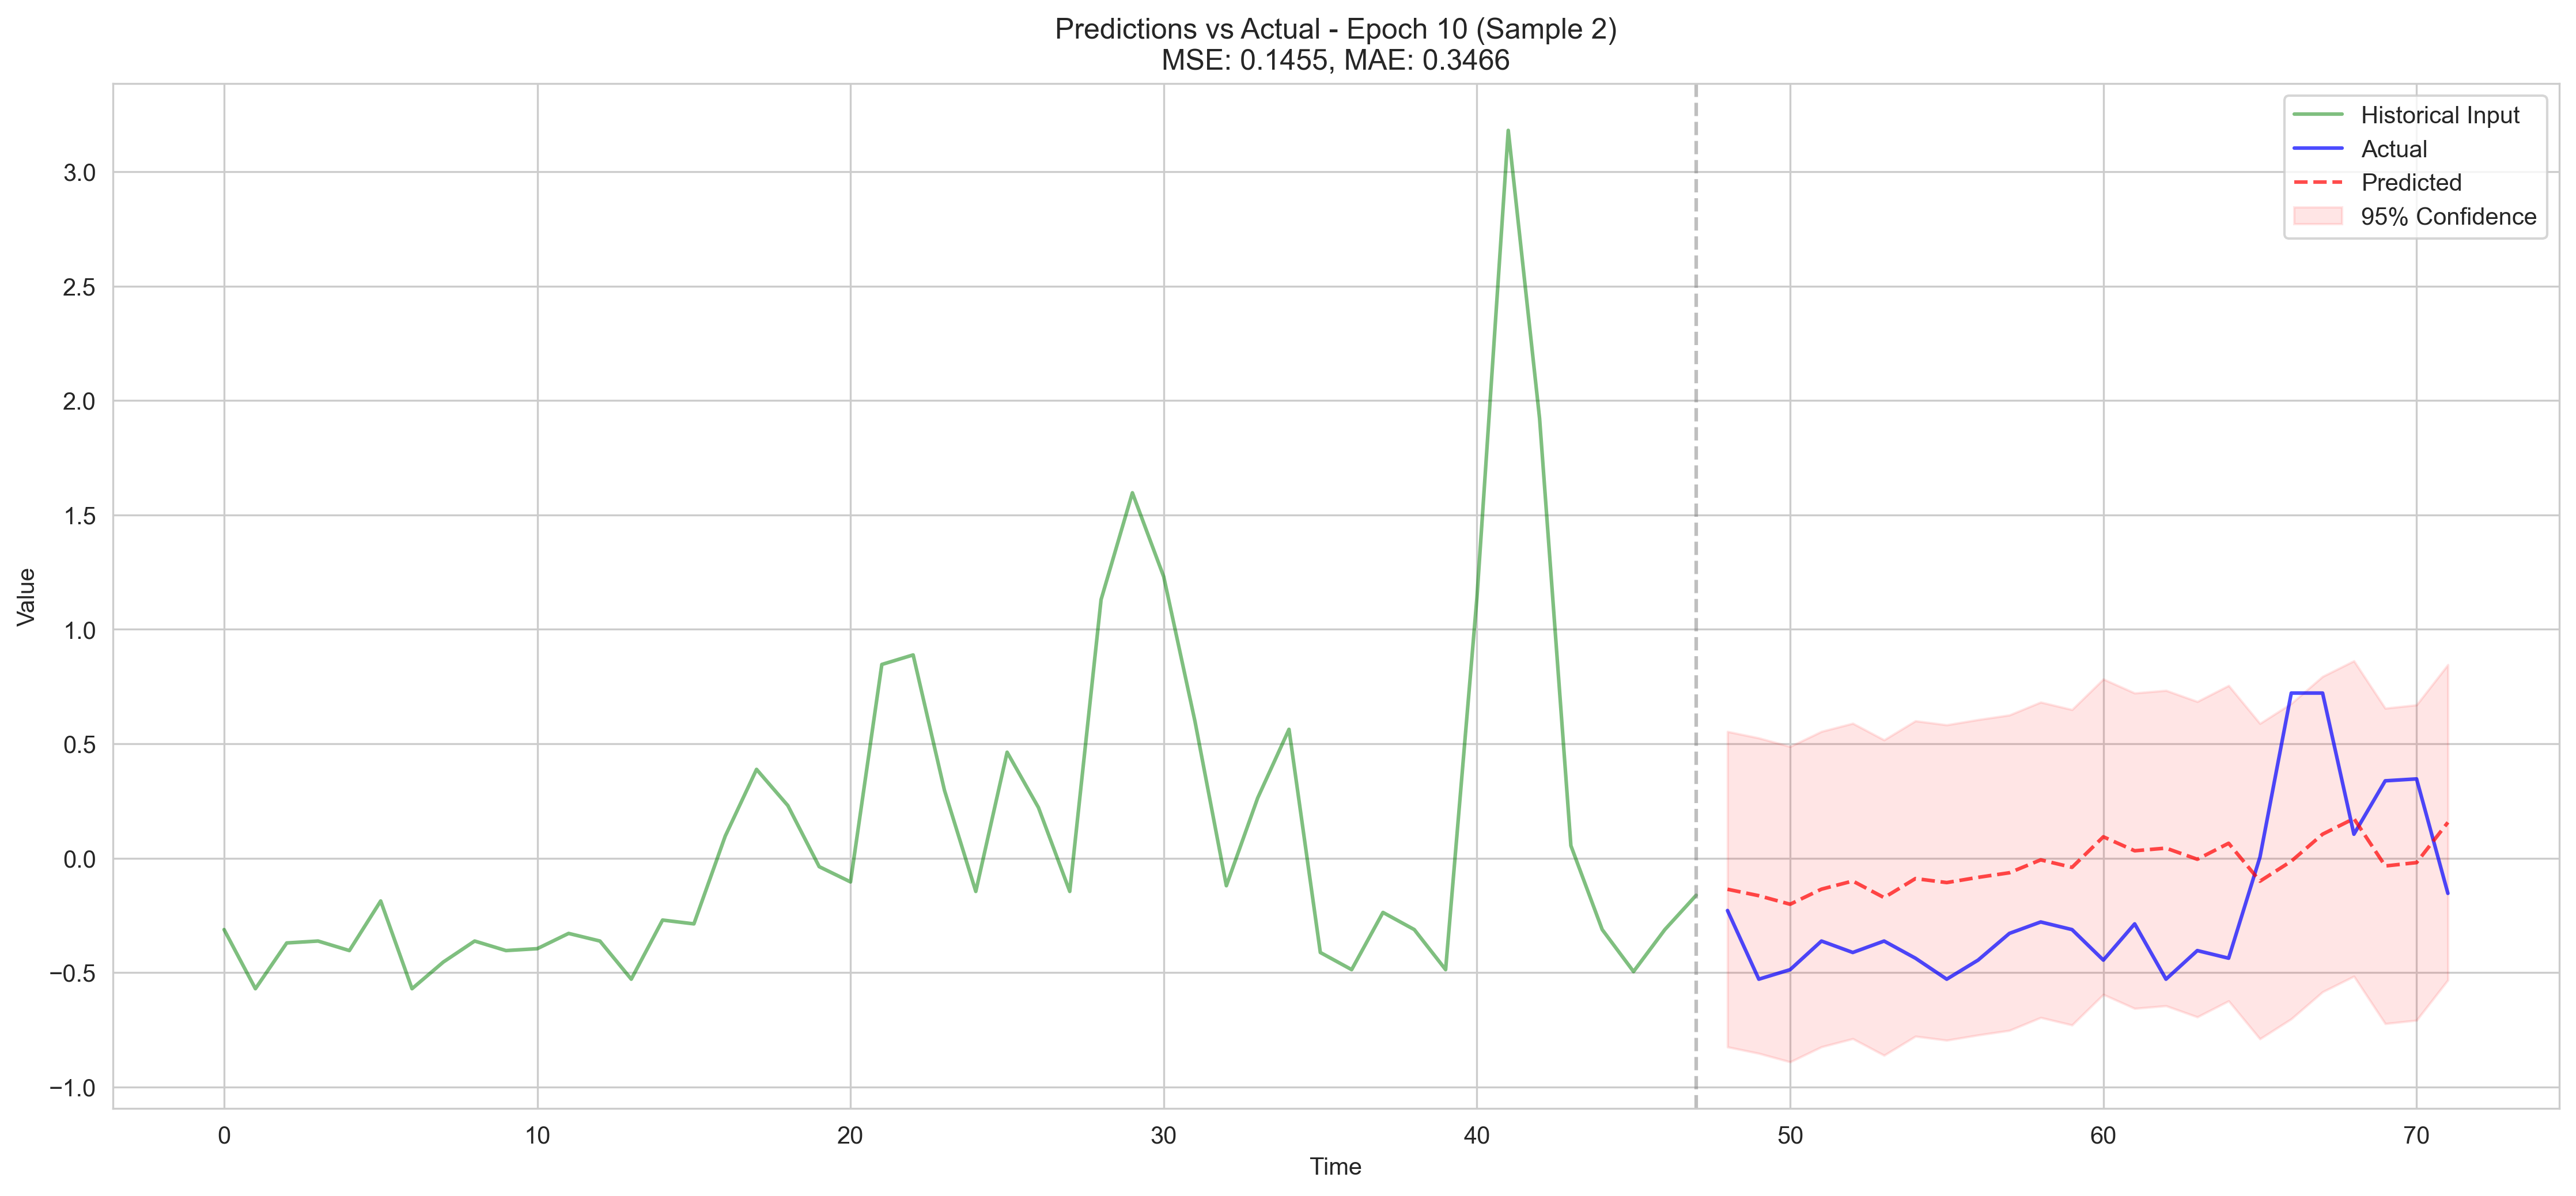 Predictions vs Actual - Epoch 10 (Sample 2)
MSE: 0.1455, MAE: 0.3466
Historical Input
Actual
Predicted
95% Confidence
Value
3.0
2.5
2.0
1.5
1.0
0.5
0.0
−0.5
−1.0
0 10 20 30 40 50 60 70
Time